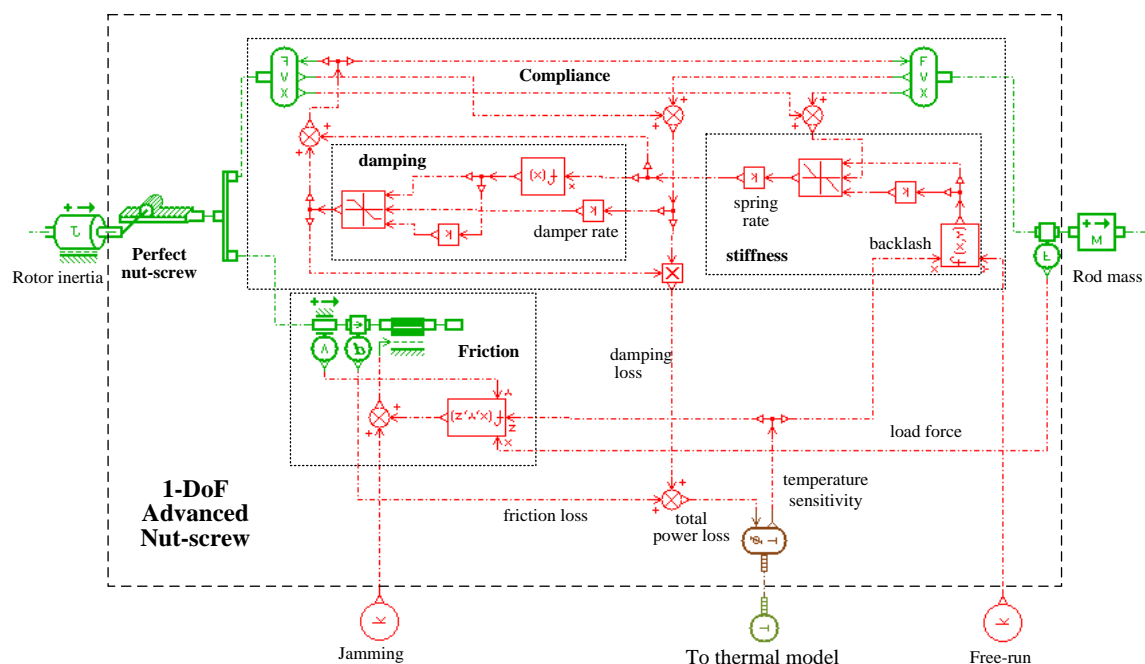 Compliance
F
V
X
F
V
X
damping
f(x)
x
k
damper rate
k
spring rate
k
k
stiffness
backlash
f(x,y)
x
y
J
Rotor inertia
Perfect
nut-screw
F
M
Rod mass
V
Friction
f(x,y,z)
y
z
x
damping
loss
load force
temperature
sensitivity
friction loss
total
power loss
T
1-DoF
Advanced
Nut-screw
k
Jamming
T
To thermal model
k
Free-run